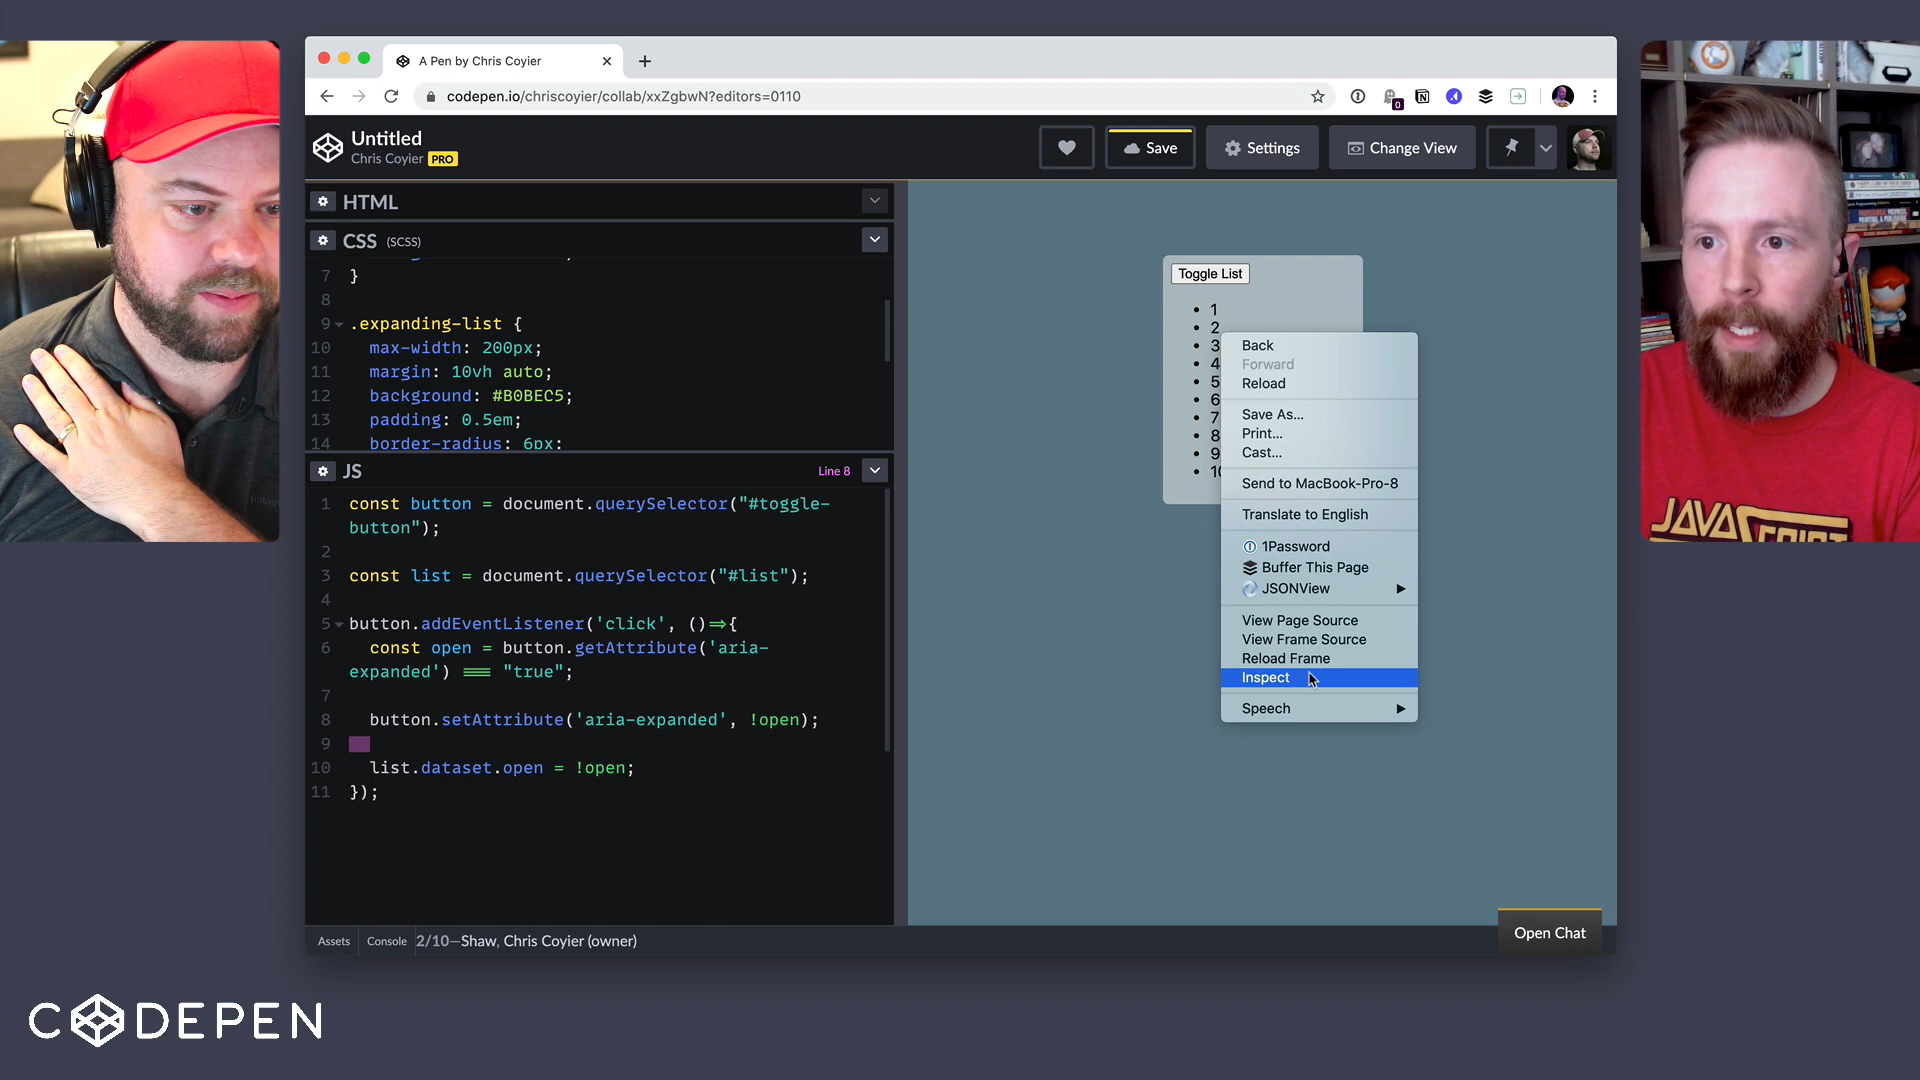 A Pen by Chris Coyier
codepen.io/chriscoyier/collab/xxZgbwN?editors=0110
0
Untitled
Chris Coyier PRO
Save
Settings
Change View
HTML
CSS (SCSS)
7 }
8
9 .expanding-list {
10 max-width: 200px;
11 margin: 10vh auto;
12 background: #B0BEC5;
13 padding: 0.5em;
14 border-radius: 6px;
JS
Line 8
1 const button = document.querySelector("#toggle-
button");
2
3 const list = document.querySelector("#list");
4
5 button.addEventListener('click', ()=>{
6 const open = button.getAttribute('aria-
expanded') === "true";
7
8 button.setAttribute('aria-expanded', !open);
9
10 list.dataset.open = !open;
11 });
Toggle List
1
2
3
4
5
6
7
8
9
10
Back
Forward
Reload
Save As...
Print...
Cast...
Send to MacBook-Pro-8
Translate to English
1Password
Buffer This Page
JSONView
View Page Source
View Frame Source
Reload Frame
Inspect
Speech
Assets
Console
2/10—Shaw, Chris Coyier (owner)
Open Chat
JAVASCRIPT
CODEPEN